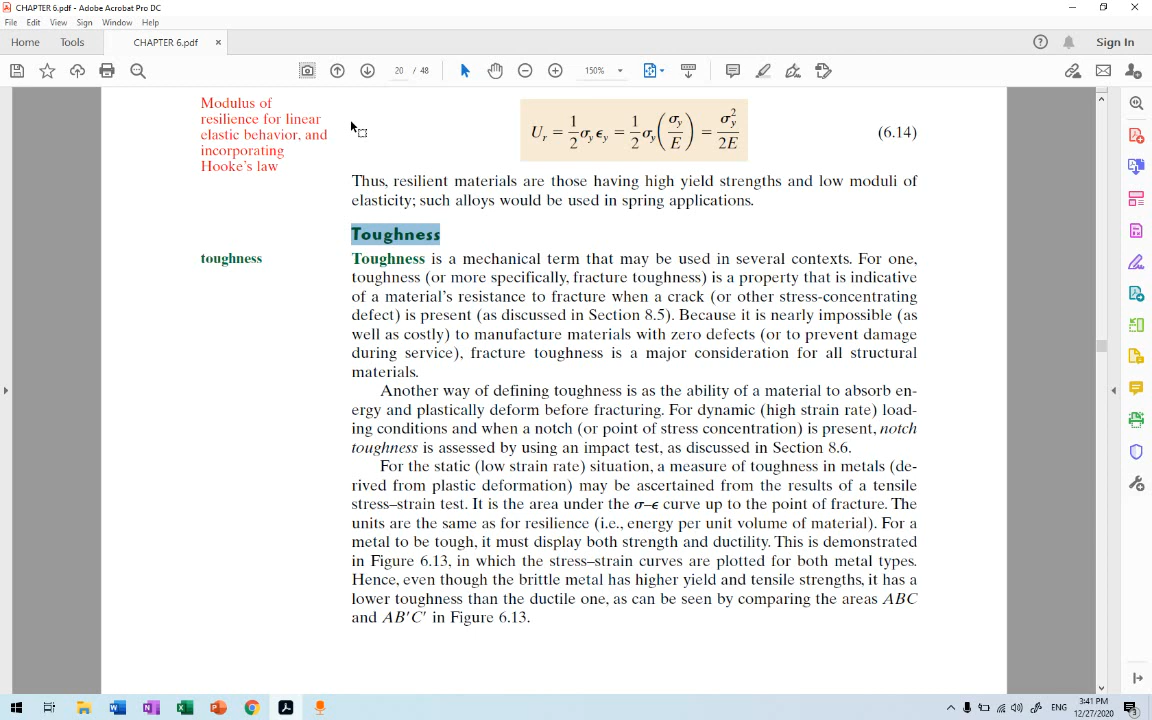 CHAPTER 6.pdf - Adobe Acrobat Pro DC
File Edit View Sign Window Help
Home Tools CHAPTER 6.pdf × Sign In
20 / 48 150%
Modulus of
resilience for linear
elastic behavior, and
incorporating
Hooke's law
U_r = 1/2 σ_y ϵ_y = 1/2 σ_y (σ_y/E) = σ_y²/2E (6.14)
Thus, resilient materials are those having high yield strengths and low moduli of
elasticity; such alloys would be used in spring applications.
Toughness
toughness
Toughness is a mechanical term that may be used in several contexts. For one,
toughness (or more specifically, fracture toughness) is a property that is indicative
of a material's resistance to fracture when a crack (or other stress-concentrating
defect) is present (as discussed in Section 8.5). Because it is nearly impossible (as
well as costly) to manufacture materials with zero defects (or to prevent damage
during service), fracture toughness is a major consideration for all structural
materials.
Another way of defining toughness is as the ability of a material to absorb en-
ergy and plastically deform before fracturing. For dynamic (high strain rate) load-
ing conditions and when a notch (or point of stress concentration) is present, notch
toughness is assessed by using an impact test, as discussed in Section 8.6.
For the static (low strain rate) situation, a measure of toughness in metals (de-
rived from plastic deformation) may be ascertained from the results of a tensile
stress–strain test. It is the area under the σ–ϵ curve up to the point of fracture. The
units are the same as for resilience (i.e., energy per unit volume of material). For a
metal to be tough, it must display both strength and ductility. This is demonstrated
in Figure 6.13, in which the stress–strain curves are plotted for both metal types.
Hence, even though the brittle metal has higher yield and tensile strengths, it has a
lower toughness than the ductile one, as can be seen by comparing the areas ABC
and AB′C′ in Figure 6.13.
ENG
3:41 PM
12/27/2020